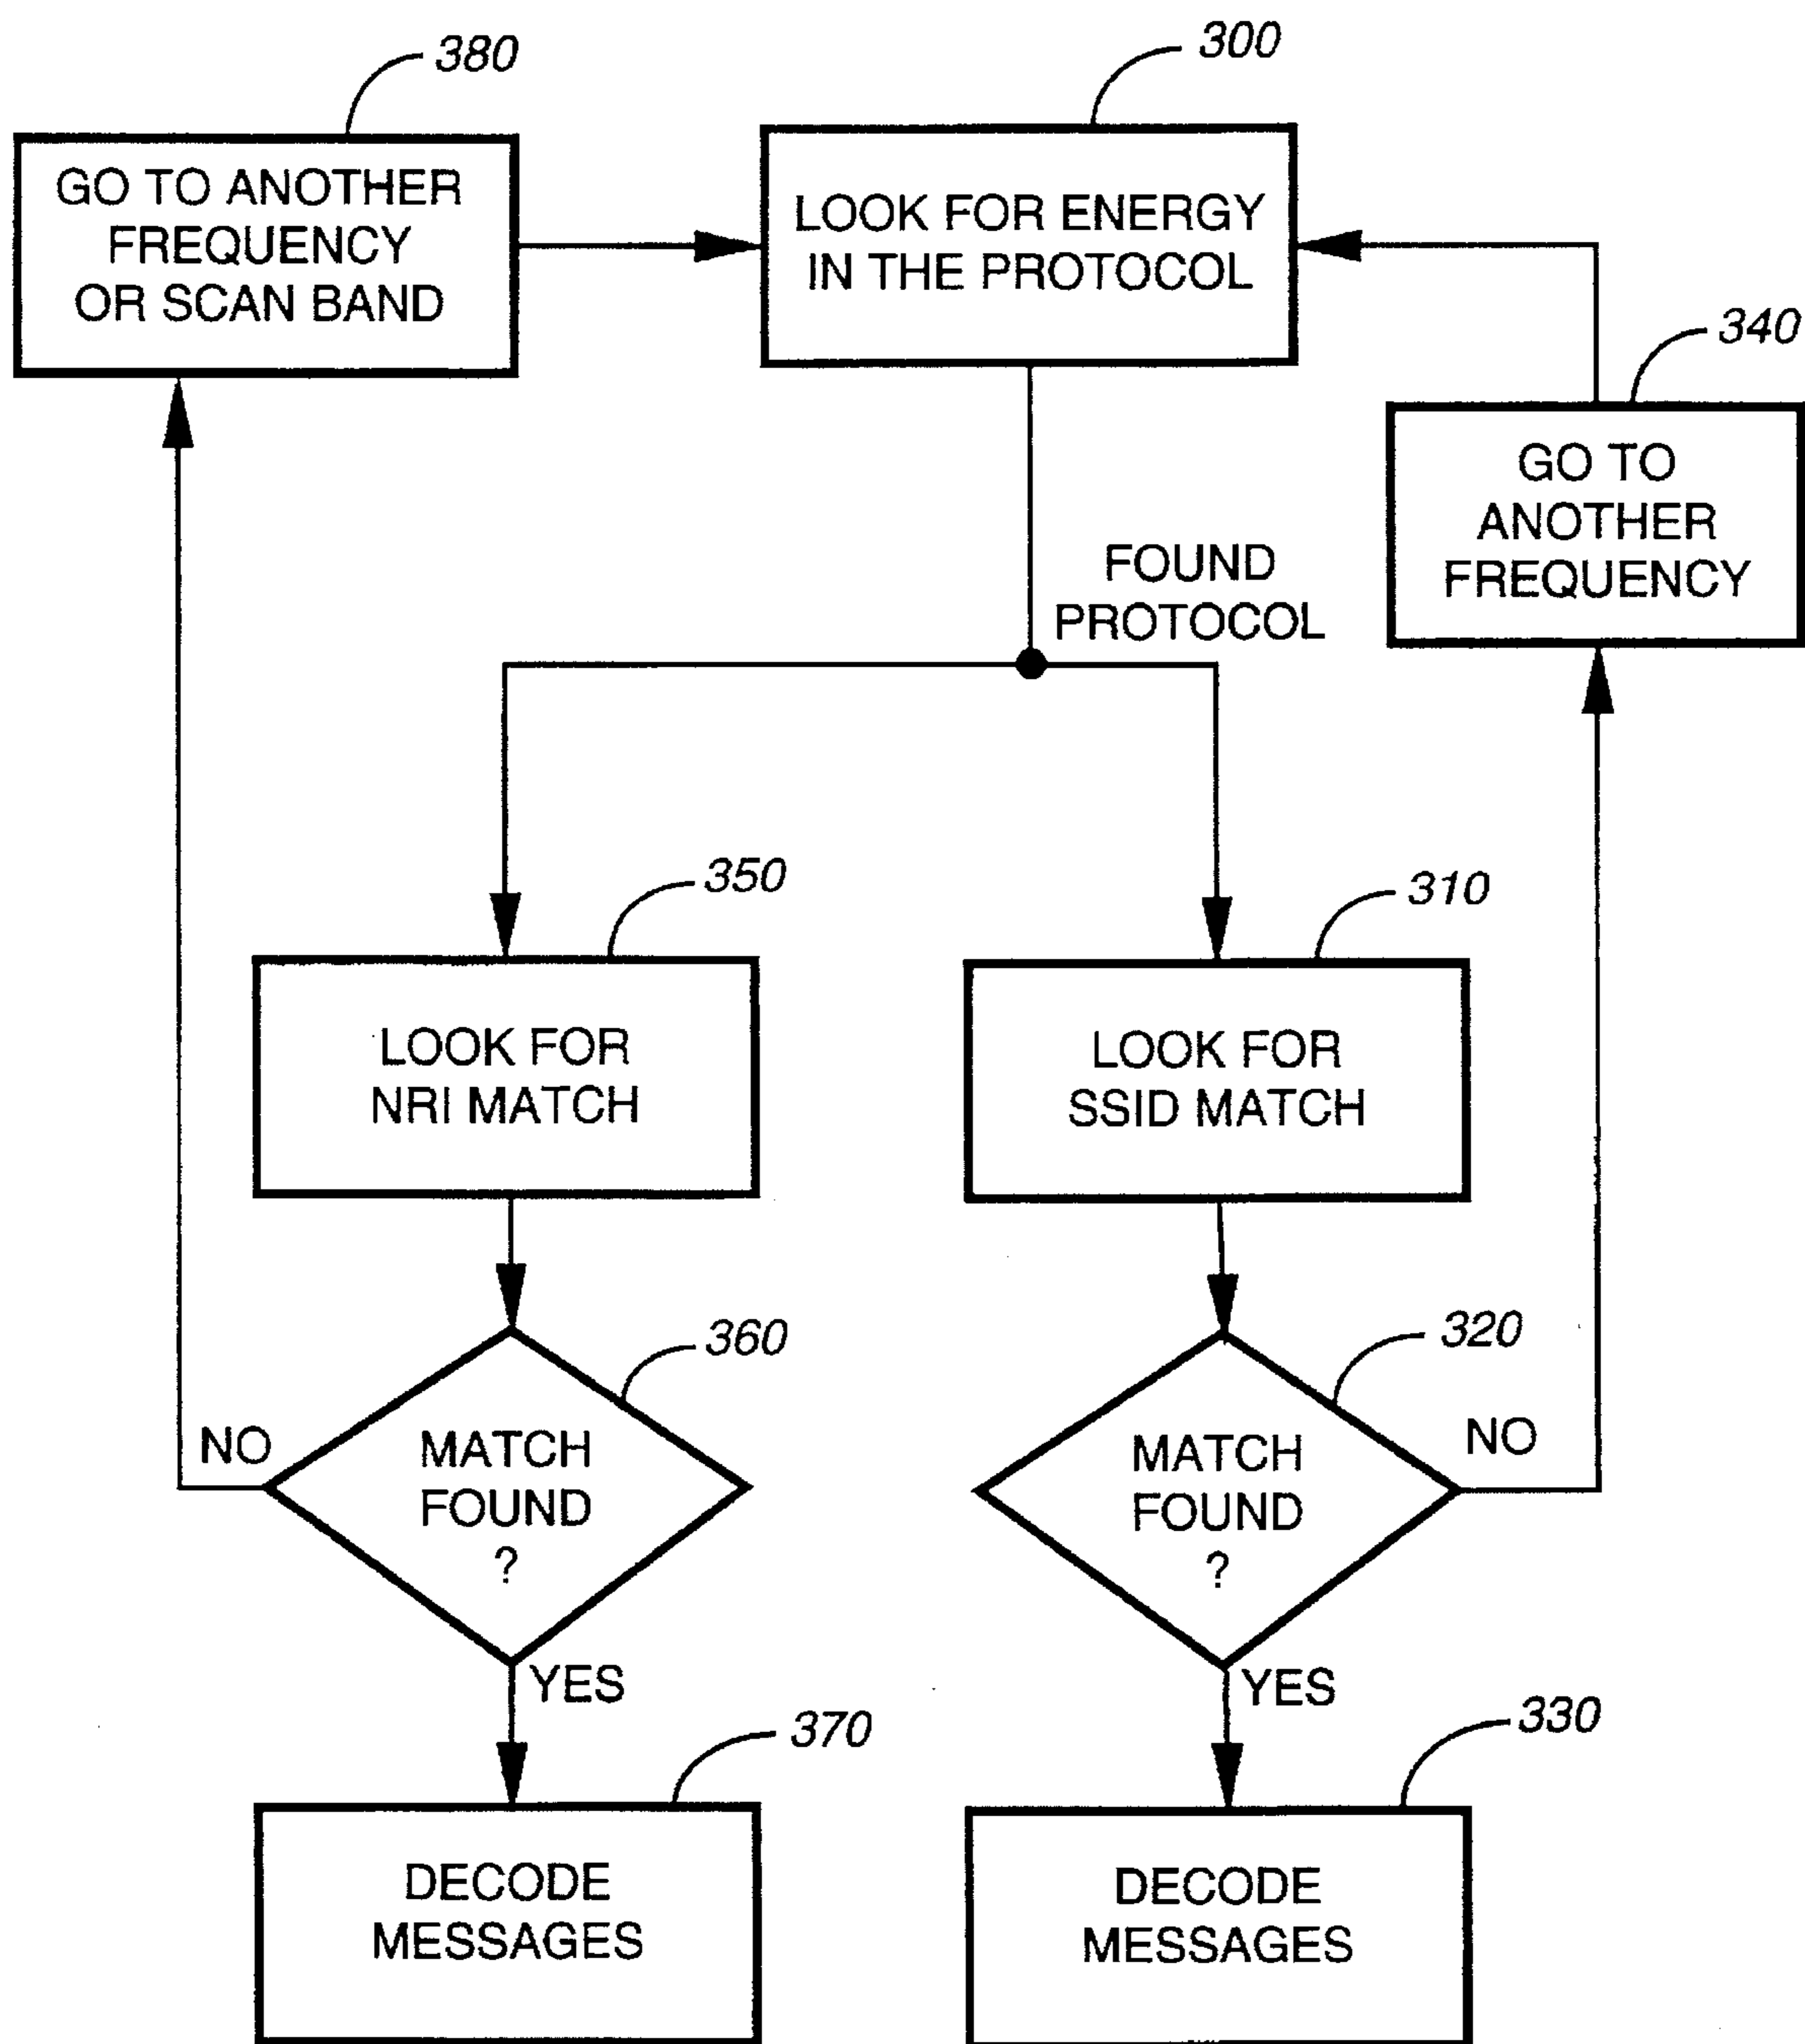 380
300
GO TO ANOTHER
FREQUENCY
OR SCAN BAND
LOOK FOR ENERGY
IN THE PROTOCOL
340
GO TO
ANOTHER
FREQUENCY
FOUND
PROTOCOL
350
310
LOOK FOR
NRI MATCH
LOOK FOR
SSID MATCH
360
320
NO
MATCH
FOUND
?
MATCH
FOUND
?
NO
YES
YES
370
330
DECODE
MESSAGES
DECODE
MESSAGES